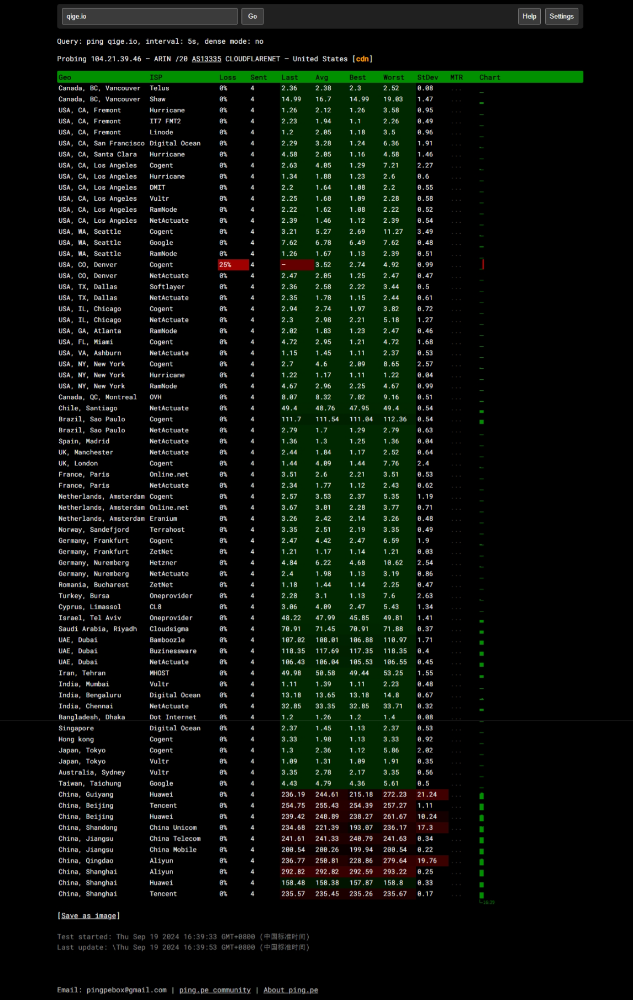 qige.io Go Help Settings
Query: ping qige.io, interval: 5s, dense mode: no
Probing 104.21.39.46 — ARIN /20 AS13335 CLOUDFLARENET — United States [cdn]
Geo ISP Loss Sent Last Avg Best Worst StDev MTR Chart
Canada, BC, Vancouver Telus 0% 4 2.36 2.38 2.3 2.52 0.08 ...
Canada, BC, Vancouver Shaw 0% 4 14.99 16.7 14.99 19.03 1.47 ...
USA, CA, Fremont Hurricane 0% 4 1.26 2.12 1.26 3.58 0.95 ...
USA, CA, Fremont IT7 FMT2 0% 4 2.23 1.94 1.1 2.26 0.49 ...
USA, CA, Fremont Linode 0% 4 1.2 2.05 1.18 3.5 0.96 ...
USA, CA, San Francisco Digital Ocean 0% 4 2.29 3.28 1.24 6.36 1.91 ...
USA, CA, Santa Clara Hurricane 0% 4 4.58 2.05 1.16 4.58 1.46 ...
USA, CA, Los Angeles Cogent 0% 4 2.63 4.05 1.29 7.21 2.27 ...
USA, CA, Los Angeles Hurricane 0% 4 1.34 1.88 1.23 2.6 0.6 ...
USA, CA, Los Angeles DMIT 0% 4 2.2 1.64 1.08 2.2 0.55 ...
USA, CA, Los Angeles Vultr 0% 4 2.25 1.68 1.09 2.28 0.58 ...
USA, CA, Los Angeles RamNode 0% 4 2.22 1.62 1.08 2.22 0.52 ...
USA, CA, Los Angeles NetActuate 0% 4 2.39 1.46 1.12 2.39 0.54 ...
USA, WA, Seattle Cogent 0% 4 3.21 5.27 2.69 11.27 3.49 ...
USA, WA, Seattle Google 0% 4 7.62 6.78 6.49 7.62 0.48 ...
USA, WA, Seattle RamNode 0% 4 1.26 1.67 1.13 2.39 0.51 ...
USA, CO, Denver Cogent 25% 4 — 3.52 2.74 4.92 0.99 ...
USA, CO, Denver NetActuate 0% 4 2.47 2.05 1.25 2.47 0.47 ...
USA, TX, Dallas Softlayer 0% 4 2.36 2.58 2.22 3.44 0.5 ...
USA, TX, Dallas NetActuate 0% 4 2.35 1.78 1.15 2.44 0.61 ...
USA, IL, Chicago Cogent 0% 4 2.94 2.74 1.97 3.82 0.72 ...
USA, IL, Chicago NetActuate 0% 4 2.3 2.98 2.21 5.18 1.27 ...
USA, GA, Atlanta RamNode 0% 4 2.02 1.83 1.23 2.47 0.46 ...
USA, FL, Miami Cogent 0% 4 4.72 2.95 1.21 4.72 1.68 ...
USA, VA, Ashburn NetActuate 0% 4 1.15 1.45 1.11 2.37 0.53 ...
USA, NY, New York Cogent 0% 4 2.7 4.6 2.09 8.65 2.57 ...
USA, NY, New York Hurricane 0% 4 1.22 1.17 1.11 1.22 0.04 ...
USA, NY, New York RamNode 0% 4 4.67 2.96 2.25 4.67 0.99 ...
Canada, QC, Montreal OVH 0% 4 8.07 8.32 7.82 9.16 0.51 ...
Chile, Santiago NetActuate 0% 4 49.4 48.76 47.95 49.4 0.54 ...
Brazil, Sao Paulo Cogent 0% 4 111.7 111.54 111.04 112.36 0.54 ...
Brazil, Sao Paulo NetActuate 0% 4 2.79 1.7 1.29 2.79 0.63 ...
Spain, Madrid NetActuate 0% 4 1.36 1.3 1.25 1.36 0.04 ...
UK, Manchester NetActuate 0% 4 2.44 1.84 1.17 2.52 0.64 ...
UK, London Cogent 0% 4 1.44 4.09 1.44 7.76 2.4 ...
France, Paris Online.net 0% 4 3.51 2.6 2.21 3.51 0.53 ...
France, Paris NetActuate 0% 4 2.34 1.77 1.12 2.43 0.62 ...
Netherlands, Amsterdam Cogent 0% 4 2.57 3.53 2.37 5.35 1.19 ...
Netherlands, Amsterdam Online.net 0% 4 3.67 3.01 2.28 3.77 0.71 ...
Netherlands, Amsterdam Eranium 0% 4 3.26 2.42 2.14 3.26 0.48 ...
Norway, Sandefjord Terrahost 0% 4 3.35 2.51 2.19 3.35 0.49 ...
Germany, Frankfurt Cogent 0% 4 2.47 4.42 2.47 6.59 1.9 ...
Germany, Frankfurt ZetNet 0% 4 1.21 1.17 1.14 1.21 0.03 ...
Germany, Nuremberg Hetzner 0% 4 4.84 6.22 4.68 10.62 2.54 ...
Germany, Nuremberg NetActuate 0% 4 2.4 1.98 1.13 3.19 0.86 ...
Romania, Bucharest ZetNet 0% 4 1.18 1.44 1.14 2.25 0.47 ...
Turkey, Bursa Oneprovider 0% 4 2.28 3.1 1.13 7.6 2.63 ...
Cyprus, Limassol CL8 0% 4 3.06 4.09 2.47 5.43 1.34 ...
Israel, Tel Aviv Oneprovider 0% 4 48.22 47.99 45.85 49.81 1.41 ...
Saudi Arabia, Riyadh Cloudsigma 0% 4 70.91 71.45 70.91 71.88 0.37 ...
UAE, Dubai Bamboozle 0% 4 107.02 108.01 106.88 110.97 1.71 ...
UAE, Dubai Buzinessware 0% 4 118.35 117.69 117.35 118.35 0.4 ...
UAE, Dubai NetActuate 0% 4 106.43 106.04 105.53 106.55 0.45 ...
Iran, Tehran MHOST 0% 4 49.98 50.58 49.44 53.25 1.55 ...
India, Mumbai Vultr 0% 4 1.11 1.39 1.11 2.23 0.48 ...
India, Bengaluru Digital Ocean 0% 4 13.18 13.65 13.18 14.8 0.67 ...
India, Chennai NetActuate 0% 4 32.85 33.35 32.85 33.71 0.32 ...
Bangladesh, Dhaka Dot Internet 0% 4 1.2 1.26 1.2 1.4 0.08 ...
Singapore Digital Ocean 0% 4 2.37 1.45 1.13 2.37 0.53 ...
Hong kong Cogent 0% 4 3.33 1.98 1.13 3.33 0.92 ...
Japan, Tokyo Cogent 0% 4 1.3 2.36 1.12 5.86 2.02 ...
Japan, Tokyo Vultr 0% 4 1.09 1.31 1.09 1.91 0.35 ...
Australia, Sydney Vultr 0% 4 3.35 2.78 2.17 3.35 0.56 ...
Taiwan, Taichung Google 0% 4 4.43 4.79 4.36 5.61 0.5 ...
China, Guiyang Huawei 0% 4 236.19 244.61 215.18 272.23 21.24 ...
China, Beijing Tencent 0% 4 254.75 255.43 254.39 257.27 1.11 ...
China, Beijing Huawei 0% 4 239.42 248.89 238.27 261.67 10.24 ...
China, Shandong China Unicom 0% 4 234.68 221.39 193.07 236.17 17.3 ...
China, Jiangsu China Telecom 0% 4 241.61 241.33 240.79 241.63 0.34 ...
China, Jiangsu China Mobile 0% 4 200.54 200.26 199.94 200.54 0.22 ...
China, Qingdao Aliyun 0% 4 236.77 250.81 228.86 279.64 19.76 ...
China, Shanghai Aliyun 0% 4 292.82 292.82 292.59 293.22 0.25 ...
China, Shanghai Huawei 0% 4 158.48 158.38 157.87 158.8 0.33 ...
China, Shanghai Tencent 0% 4 235.57 235.45 235.26 235.67 0.17 ...
16:39
[Save as image]
Test started: Thu Sep 19 2024 16:39:33 GMT+0800 (中国标准时间)
Last update: \Thu Sep 19 2024 16:39:53 GMT+0800 (中国标准时间)
Email: pingpebox@gmail.com | ping.pe community | About ping.pe